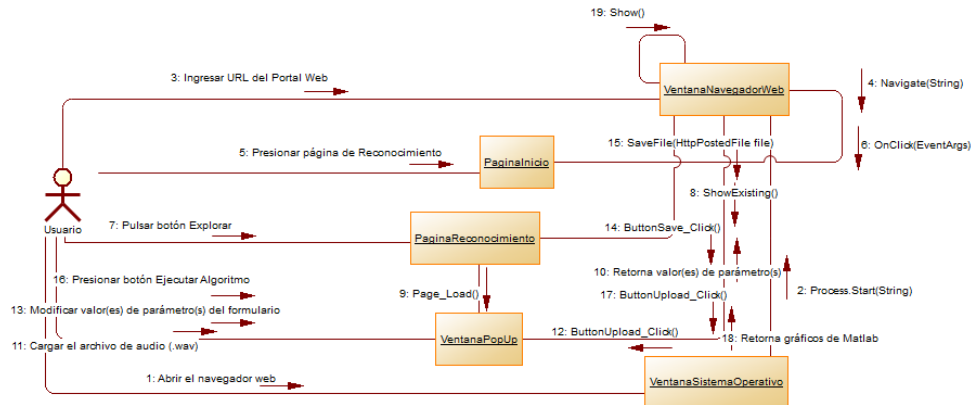 19: Show()
3: Ingresar URL del Portal Web
VentanaNavegadorWeb
4: Navigate(String)
15: SaveFile(HttpPostedFile file)
6: OnClick(EventArgs)
5: Presionar página de Reconocimiento
PaginaInicio
8: ShowExisting()
Usuario
7: Pulsar botón Explorar
PaginaReconocimiento
14: ButtonSave_Click()
16: Presionar botón Ejecutar Algoritmo
10: Retorna valor(es) de parámetro(s)
9: Page_Load()
17: ButtonUpload_Click()
2: Process.Start(String)
13: Modificar valor(es) de parámetro(s) del formulario
12: ButtonUpload_Click()
VentanaPopUp
18: Retorna gráficos de Matlab
11: Cargar el archivo de audio (.wav)
1: Abrir el navegador web
VentanaSistemaOperativo